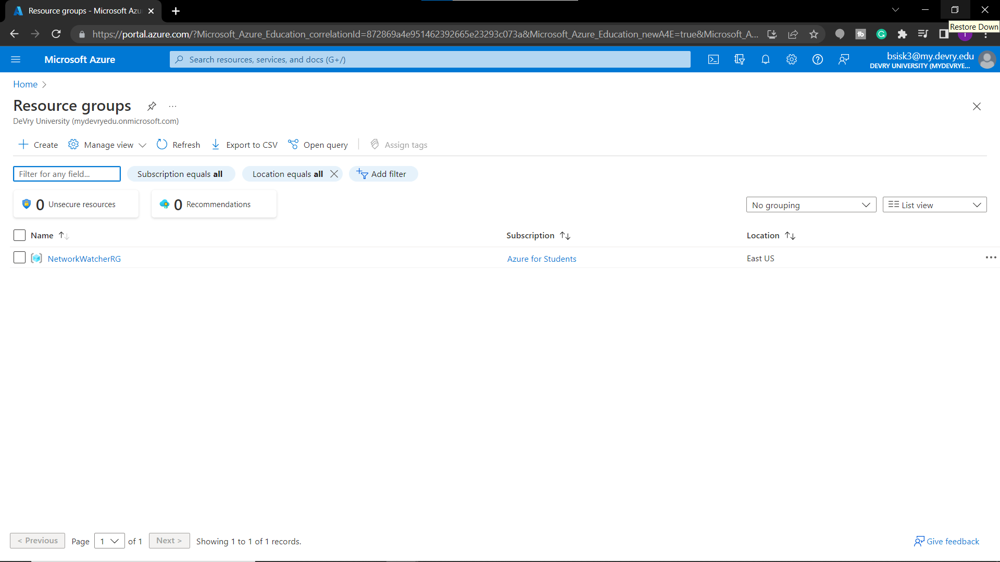 Resource groups - Microsoft Azu
Restore Down
https://portal.azure.com/?Microsoft_Azure_Education_correlationId=872869a4e951462392665e23293c073a&Microsoft_Azure_Education_newA4E=true&Microsoft_A...
Microsoft Azure
Search resources, services, and docs (G+/)
bsisk3@my.devry.edu
DEVRY UNIVERSITY (MYDEVRYE...
Home
Resource groups
DeVry University (mydevryedu.onmicrosoft.com)
Create Manage view Refresh Export to CSV Open query Assign tags
Filter for any field... Subscription equals all Location equals all Add filter
0 Unsecure resources 0 Recommendations No grouping List view
Name Subscription Location
NetworkWatcherRG Azure for Students East US
< Previous Page 1 of 1 Next > Showing 1 to 1 of 1 records. Give feedback